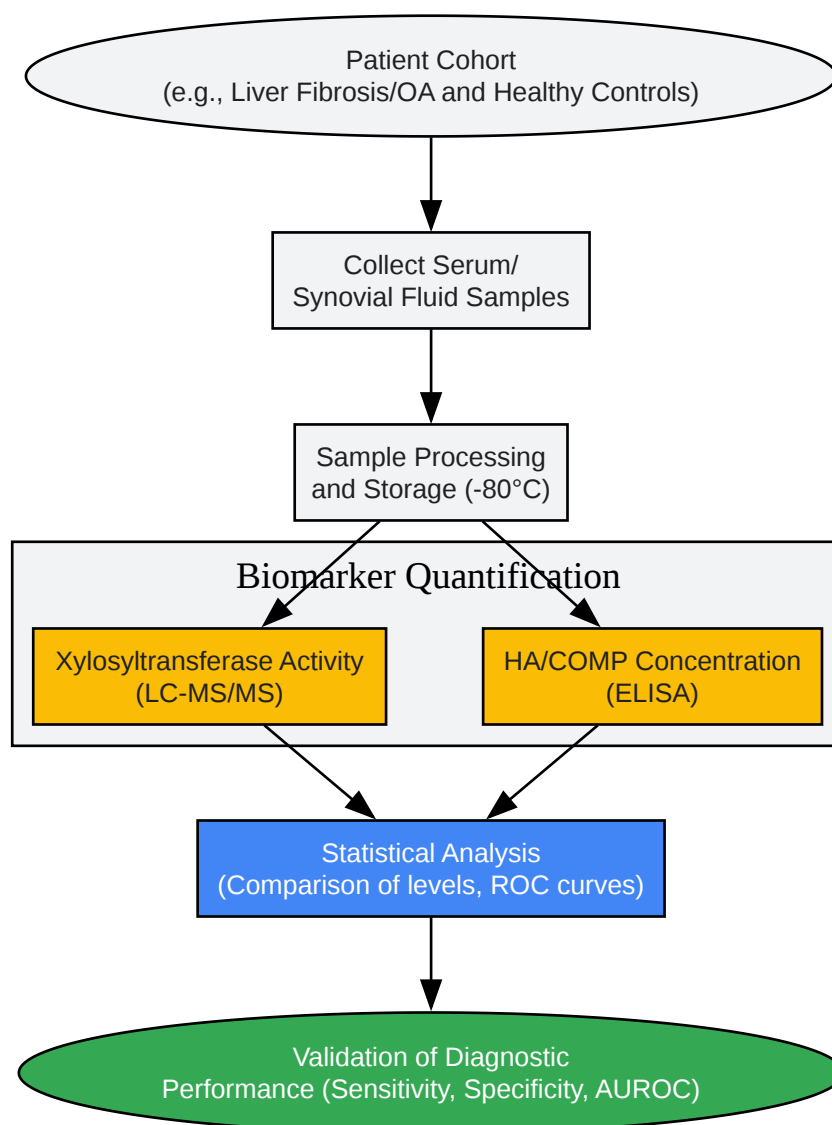 Patient Cohort
(e.g., Liver Fibrosis/OA and Healthy Controls)
Collect Serum/
Synovial Fluid Samples
Sample Processing
and Storage (-80°C)
Biomarker Quantification
Xylosyltransferase Activity
(LC-MS/MS)
HA/COMP Concentration
(ELISA)
Statistical Analysis
(Comparison of levels, ROC curves)
Validation of Diagnostic
Performance (Sensitivity, Specificity, AUROC)